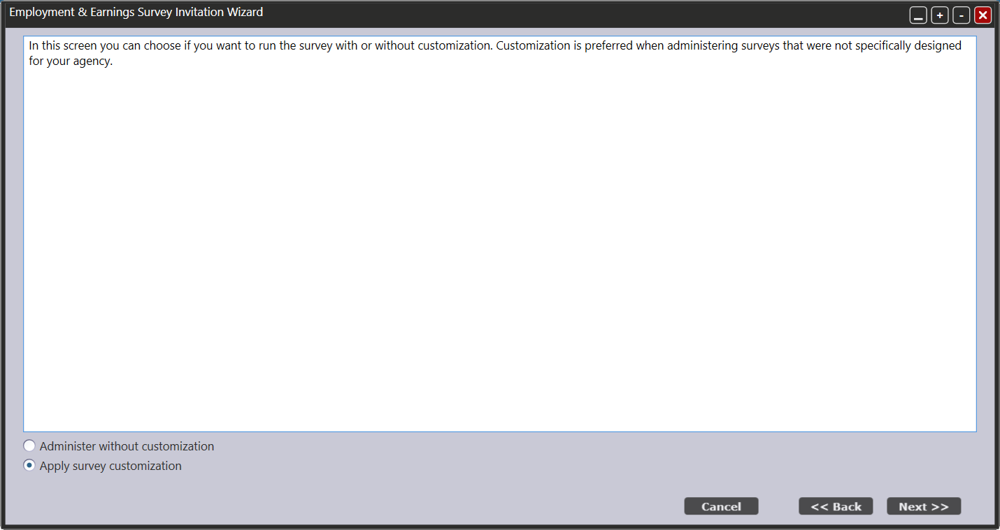 Employment & Earnings Survey Invitation Wizard
In this screen you can choose if you want to run the survey with or without customization. Customization is preferred when administering surveys that were not specifically designed
for your agency.
Administer without customization
Apply survey customization
Cancel
<< Back
Next >>